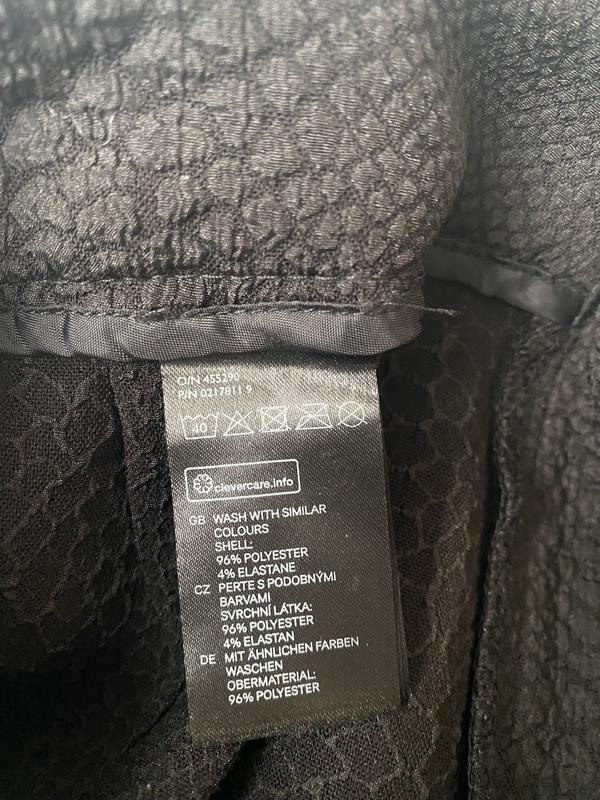 O/N 455290
P/N 0217811 9
40
clevercare.info
GB WASH WITH SIMILAR
COLOURS
SHELL:
96% POLYESTER
4% ELASTANE
CZ PERTE S PODOBNÝMI
BARVAMI
SVRCHNÍ LÁTKA:
96% POLYESTER
4% ELASTAN
DE MIT ÄHNLICHEN FARBEN
WASCHEN
OBERMATERIAL:
96% POLYESTER